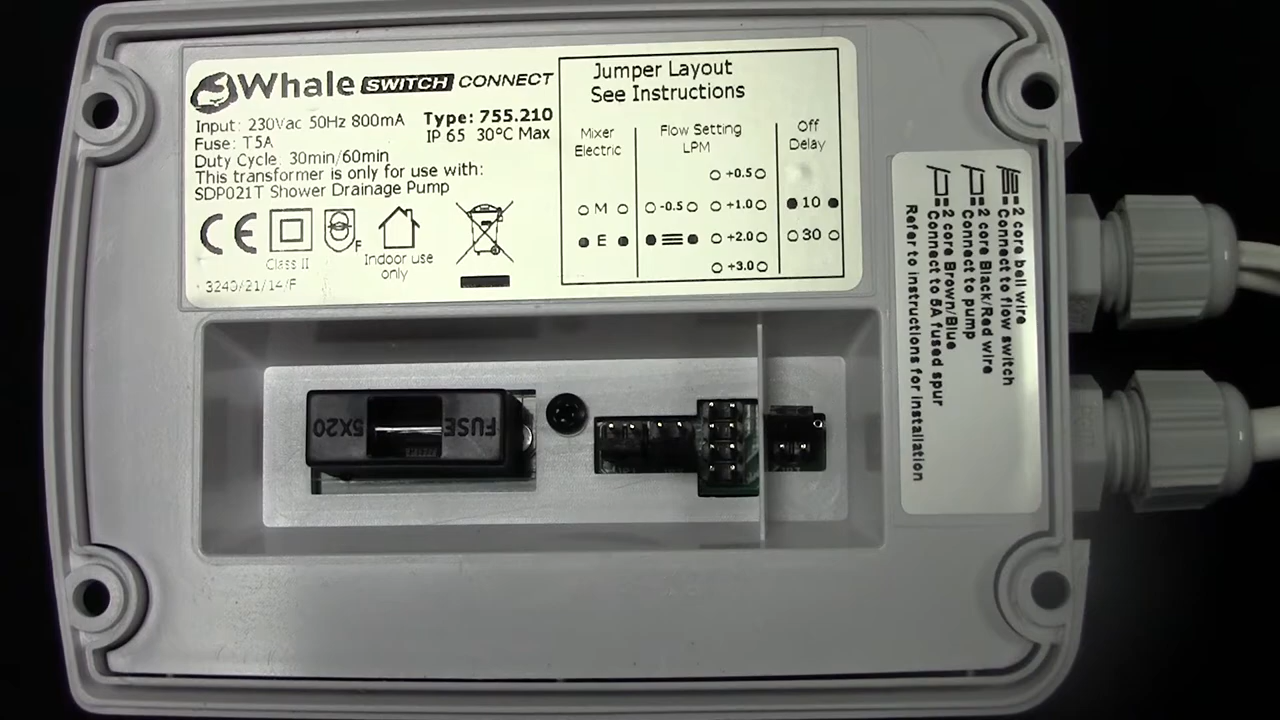 Whale SWITCH CONNECT
Input: 230Vac 50Hz 800mA
Type: 755.210
Fuse: T5A
IP 65 30°C Max
Duty Cycle: 30min/60min
This transformer is only for use with:
SDP021T Shower Drainage Pump
CE
F
Class II
Indoor use
only
3240/21/14/F
Jumper Layout
See Instructions
Mixer
Electric
Flow Setting
LPM
Off
Delay
+0.5
M
-0.5
+1.0
10
E
+2.0
30
+3.0
=2 core bell wire
Connect to flow switch
=2 core Black/Red wire
Connect to pump
=2 core Brown/Blue
Connect to 5A fused spur
Refer to instructions for installation
FUSE 5X20